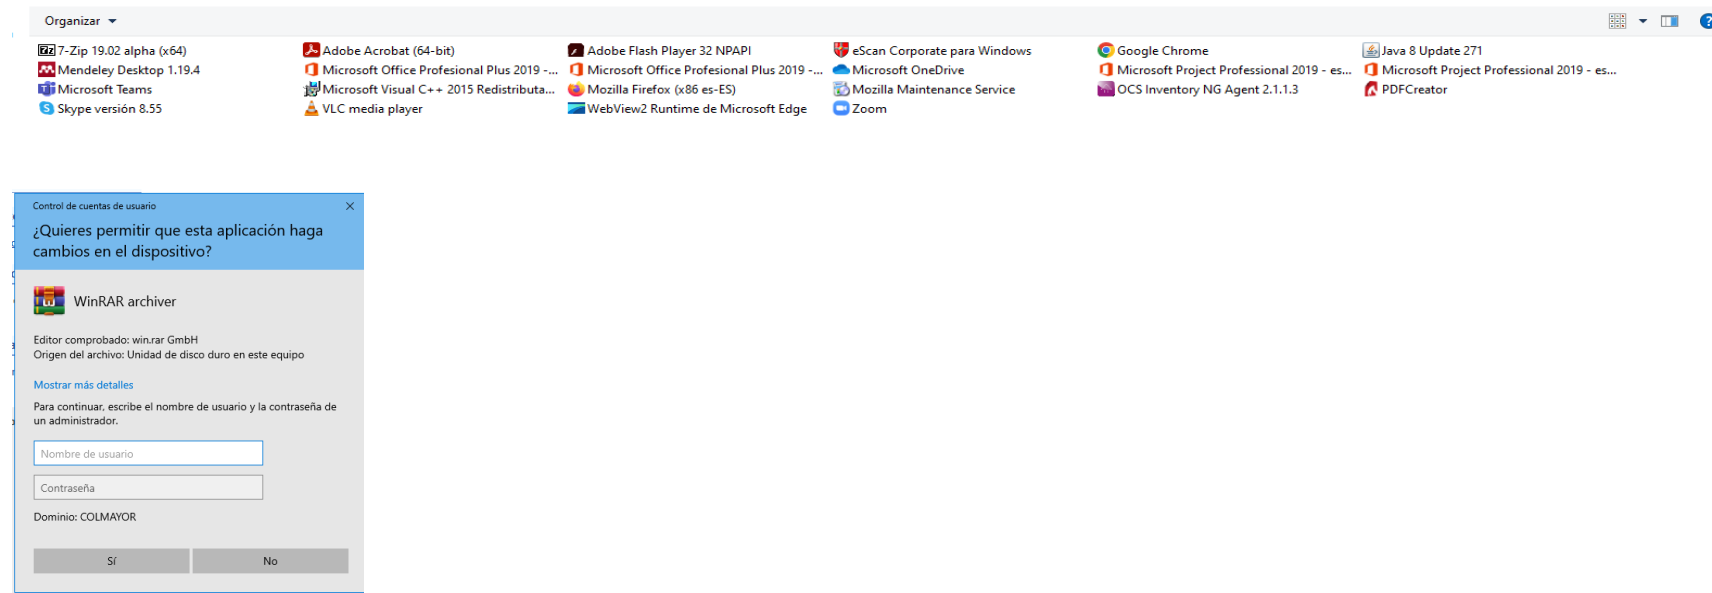 Organizar
7-Zip 19.02 alpha (x64) Adobe Acrobat (64-bit) Adobe Flash Player 32 NPAPI eScan Corporate para Windows Google Chrome Java 8 Update 271
Mendeley Desktop 1.19.4 Microsoft Office Profesional Plus 2019 -... Microsoft Office Profesional Plus 2019 -... Microsoft OneDrive Microsoft Project Professional 2019 - es... Microsoft Project Professional 2019 - es...
Microsoft Teams Microsoft Visual C++ 2015 Redistributa... Mozilla Firefox (x86 es-ES) Mozilla Maintenance Service OCS Inventory NG Agent 2.1.1.3 PDFCreator
Skype versión 8.55 VLC media player WebView2 Runtime de Microsoft Edge Zoom
Control de cuentas de usuario
¿Quieres permitir que esta aplicación haga
cambios en el dispositivo?
WinRAR archiver
Editor comprobado: win.rar GmbH
Origen del archivo: Unidad de disco duro en este equipo
Mostrar más detalles
Para continuar, escribe el nombre de usuario y la contraseña de
un administrador.
Nombre de usuario
Contraseña
Dominio: COLMAYOR
Sí No